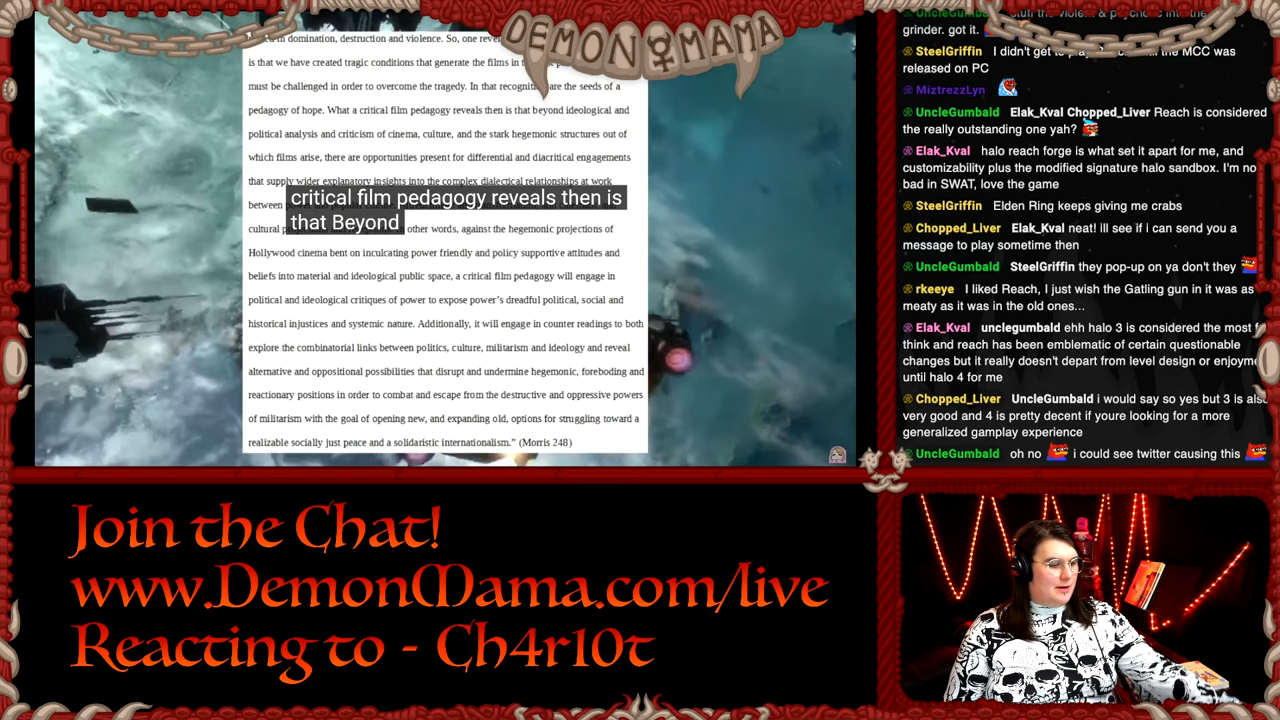 DEMON MAMA
in domination, destruction and violence. So, one
is that we have created tragic conditions that generate the films in
must be challenged in order to overcome the tragedy. In that are the seeds of a
pedagogy of hope. What a critical film pedagogy reveals then is that beyond ideological and
political analysis and criticism of cinema, culture, and the stark hegemonic structures out of
which films arise, there are opportunities present for differential and diacritical engagements
that supply wider explanatory insights into the complex dialectical relationships at work
between
critical film pedagogy reveals then is
that Beyond
cultural other words, against the hegemonic projections of
Hollywood cinema bent on inculcating power friendly and policy supportive attitudes and
beliefs into material and ideological public space, a critical film pedagogy will engage in
political and ideological critiques of power to expose power's dreadful political, social and
historical injustices and systemic nature. Additionally, it will engage in counter readings to both
explore the combinatorial links between politics, culture, militarism and ideology and reveal
alternative and oppositional possibilities that disrupt and undermine hegemonic, foreboding and
reactionary positions in order to combat and escape from the destructive and oppressive powers
of militarism with the goal of opening new, and expanding old, options for struggling toward a
realizable socially just peace and a solidaristic internationalism." (Morris 248)
UncleGumbald stuff the violent & the
grinder. got it.
SteelGriffin I didn't get to the MCC was
released on PC
MiztrezzLyn
UncleGumbald Elak_Kval Chopped_Liver Reach is considered
the really outstanding one yah?
Elak_Kval halo reach forge is what set it apart for me, and
customizability plus the modified signature halo sandbox. I'm no
bad in SWAT, love the game
SteelGriffin Elden Ring keeps giving me crabs
Chopped_Liver Elak_Kval neat! ill see if i can send you a
message to play sometime then
UncleGumbald SteelGriffin they pop-up on ya don't they
rkeeye I liked Reach, I just wish the Gatling gun in it was as
meaty as it was in the old ones...
Elak_Kval unclegumbald ehh halo 3 is considered the most
think and reach has been emblematic of certain questionable
changes but it really doesn't depart from level design or enjoyme
until halo 4 for me
Chopped_Liver UncleGumbald i would say so yes but 3 is also
very good and 4 is pretty decent if youre looking for a more
generalized gamplay experience
UncleGumbald oh no i could see twitter causing this
Join the Chat!
www.DemonMama.com/live
Reacting to - Ch4r10t